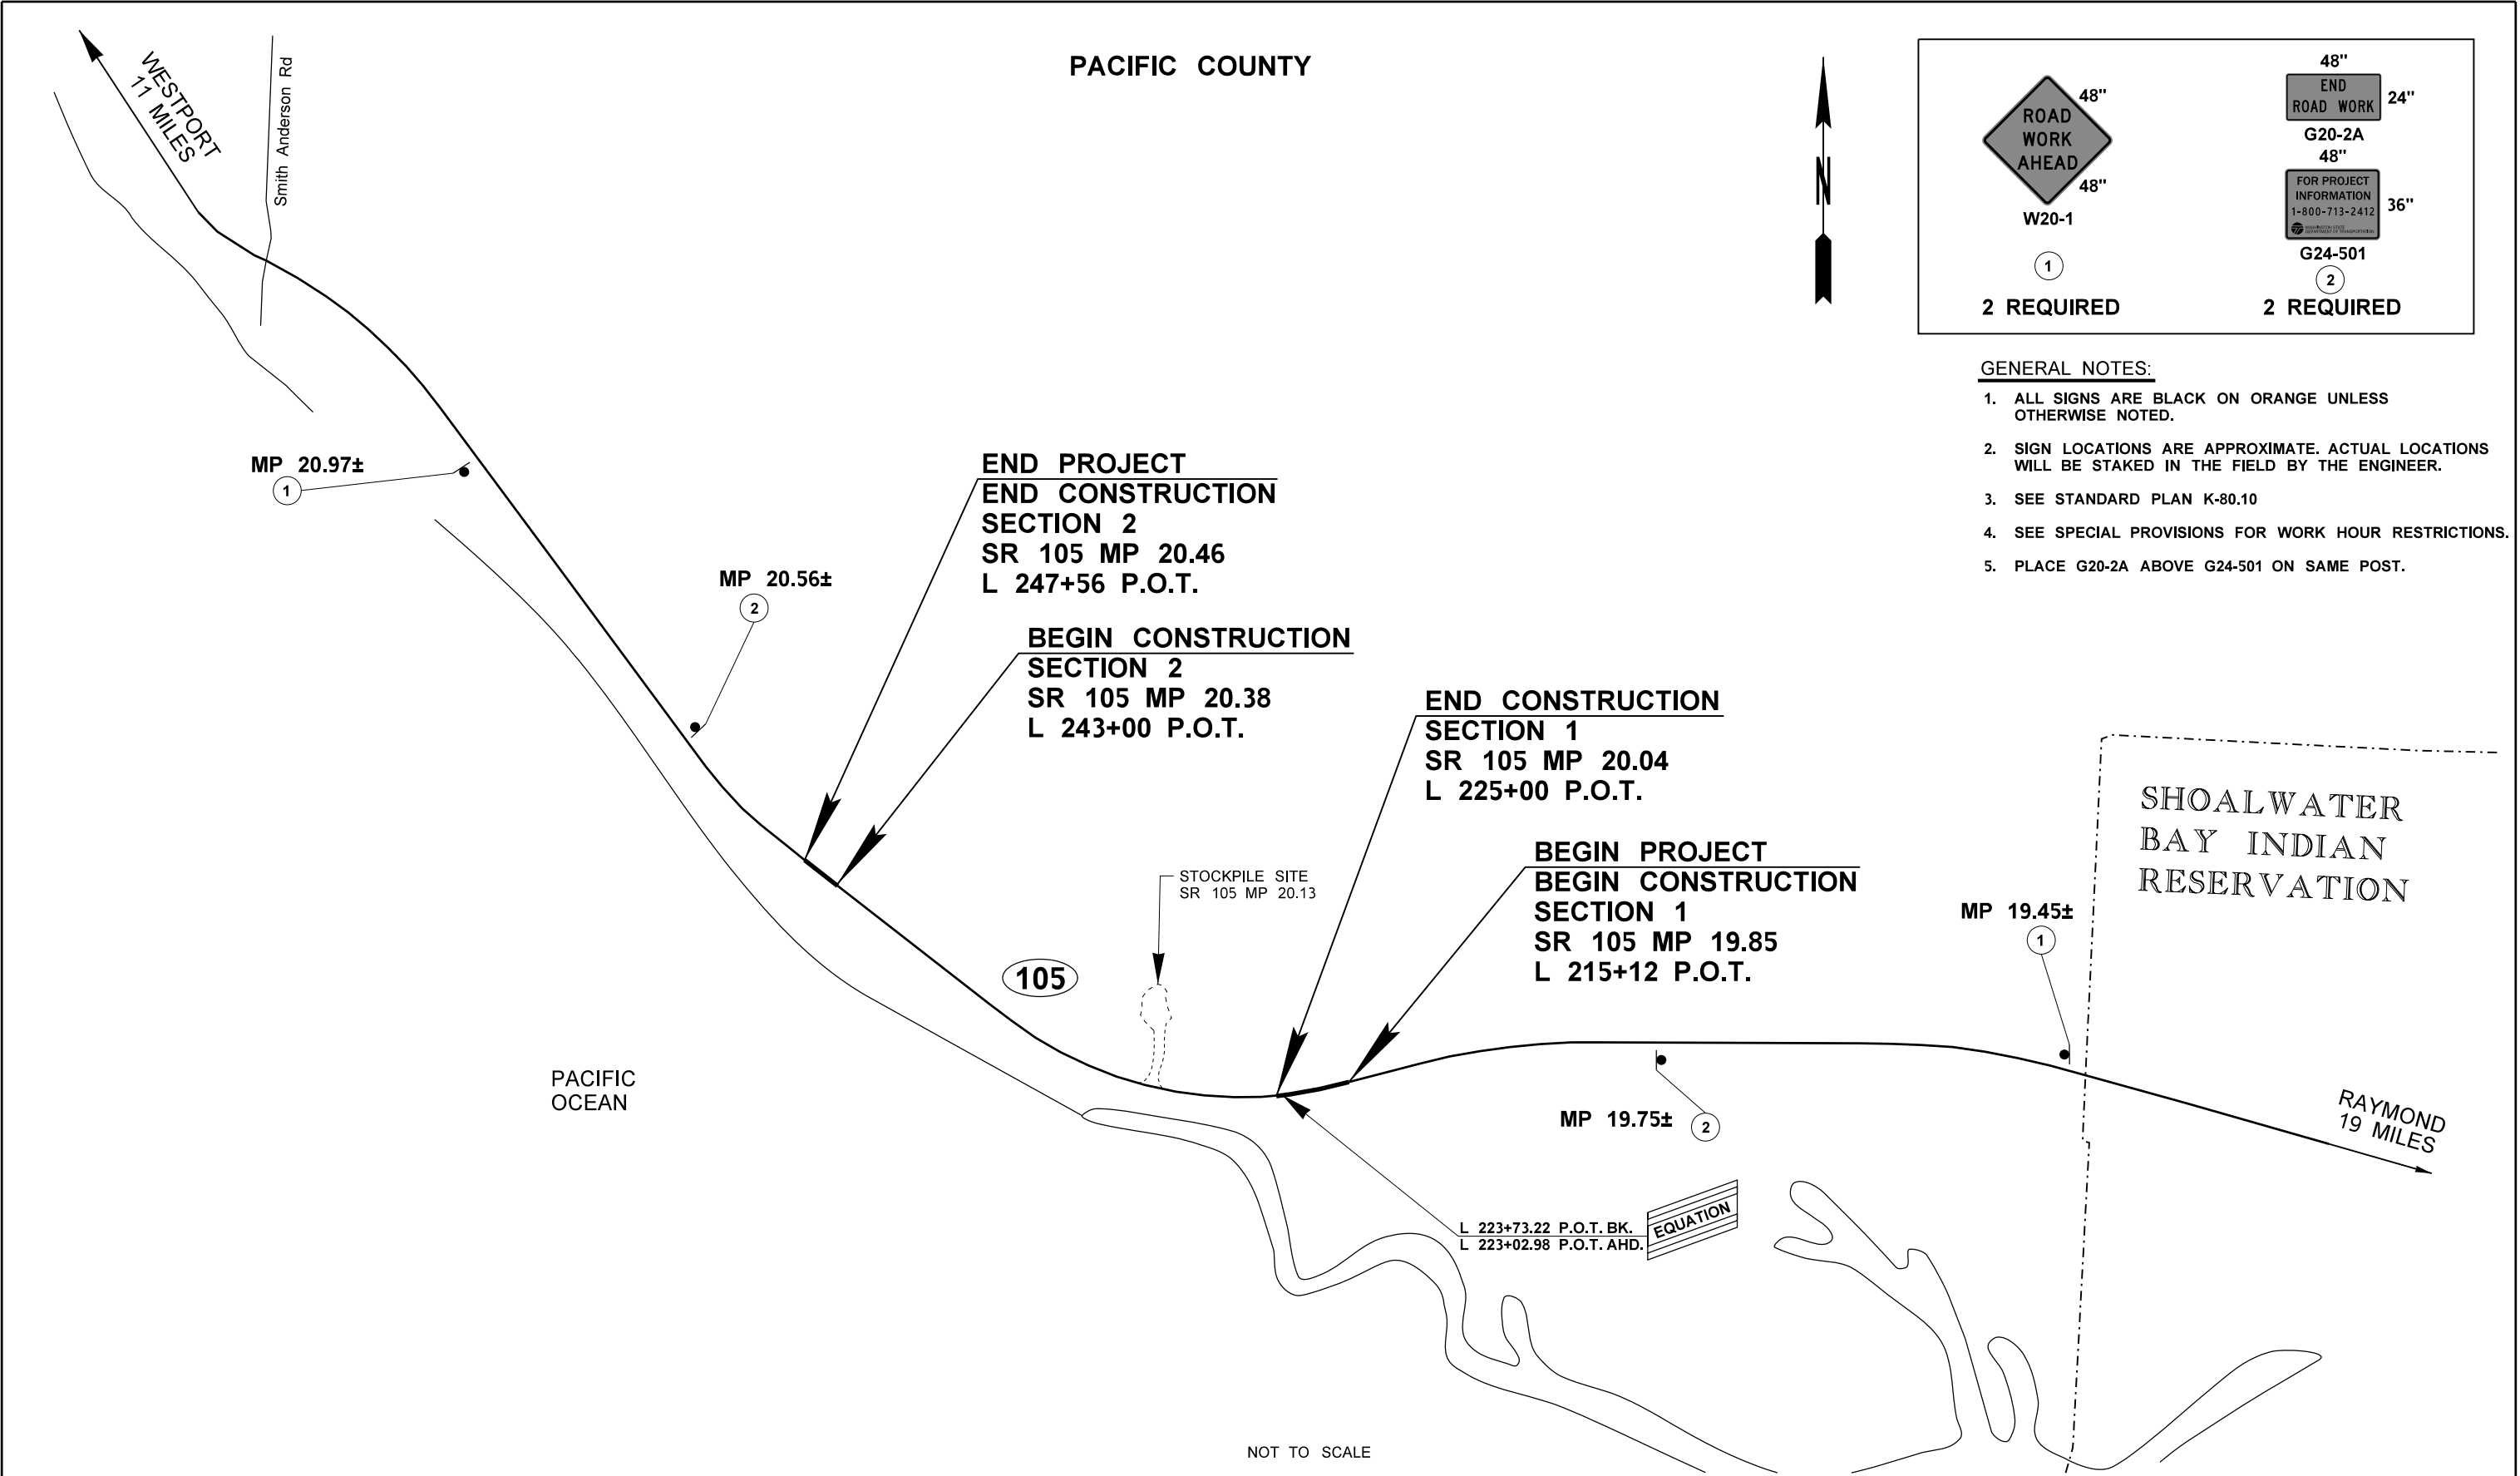 PACIFIC COUNTY
WESTPORT
11 MILES
Smith Anderson Rd
N
ROAD
WORK
AHEAD
48"
48"
W20-1
1
2 REQUIRED
48"
END
ROAD WORK
24"
G20-2A
48"
FOR PROJECT
INFORMATION
1-800-713-2412
WASHINGTON STATE
DEPARTMENT OF TRANSPORTATION
36"
G24-501
2
2 REQUIRED
GENERAL NOTES:
1. ALL SIGNS ARE BLACK ON ORANGE UNLESS
OTHERWISE NOTED.
2. SIGN LOCATIONS ARE APPROXIMATE. ACTUAL LOCATIONS
WILL BE STAKED IN THE FIELD BY THE ENGINEER.
3. SEE STANDARD PLAN K-80.10
4. SEE SPECIAL PROVISIONS FOR WORK HOUR RESTRICTIONS.
5. PLACE G20-2A ABOVE G24-501 ON SAME POST.
MP 20.97±
1
MP 20.56±
2
END PROJECT
END CONSTRUCTION
SECTION 2
SR 105 MP 20.46
L 247+56 P.O.T.
BEGIN CONSTRUCTION
SECTION 2
SR 105 MP 20.38
L 243+00 P.O.T.
END CONSTRUCTION
SECTION 1
SR 105 MP 20.04
L 225+00 P.O.T.
BEGIN PROJECT
BEGIN CONSTRUCTION
SECTION 1
SR 105 MP 19.85
L 215+12 P.O.T.
STOCKPILE SITE
SR 105 MP 20.13
105
SHOALWATER
BAY INDIAN
RESERVATION
MP 19.45±
1
PACIFIC
OCEAN
MP 19.75±
2
RAYMOND
19 MILES
L 223+73.22 P.O.T. BK.
L 223+02.98 P.O.T. AHD.
EQUATION
NOT TO SCALE